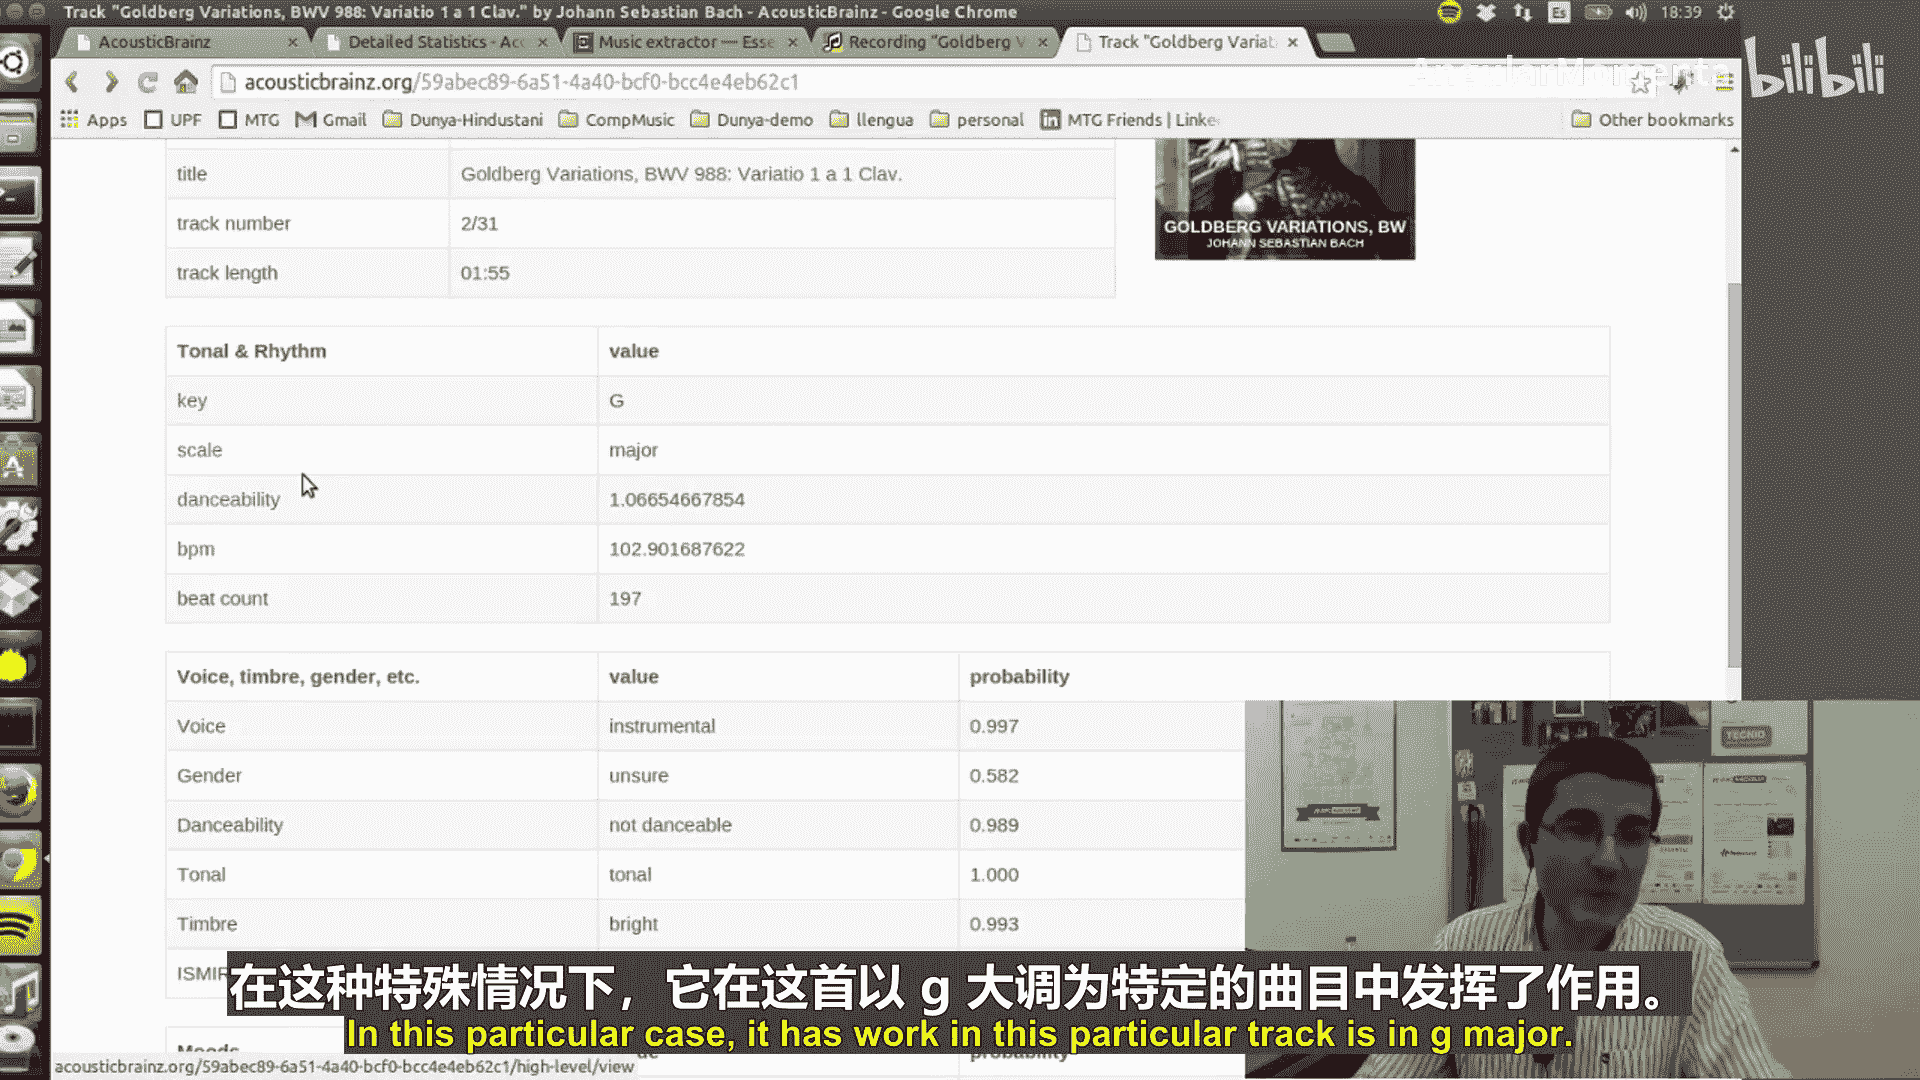 Track "Goldberg Variations, BWV 988: Variatio 1 a 1 Clav." by Johann Sebastian Bach - AcousticBrainz - Google Chrome
Es 18:39
AcousticBrainz
Detailed Statistics - Acc
Music extractor — Esse
Recording "Goldberg V
Track "Goldberg Variat
acousticbrainz.org/59abec89-6a51-4a40-bcf0-bcc4e4eb62c1
bilibili
Apps UPF MTG Gmail Dunya-Hindustani CompMusic Dunya-demo llengua personal MTG Friends | Linke Other bookmarks
title Goldberg Variations, BWV 988: Variatio 1 a 1 Clav.
track number 2/31
track length 01:55
GOLDBERG VARIATIONS, BW
JOHANN SEBASTIAN BACH
Tonal & Rhythm value
key G
scale major
danceability 1.06654667854
bpm 102.901687622
beat count 197
Voice, timbre, gender, etc. value probability
Voice instrumental 0.997
Gender unsure 0.582
Danceability not danceable 0.989
Tonal tonal 1.000
Timbre bright 0.993
ISMIR
TECNIO
在这种特殊情况下，它在这首以 g 大调为特定的曲目中发挥了作用。
In this particular case, it has work in this particular track is in g major.
Moods probability
acousticbrainz.org/59abec89-6a51-4a40-bcf0-bcc4e4eb62c1/high-level/view